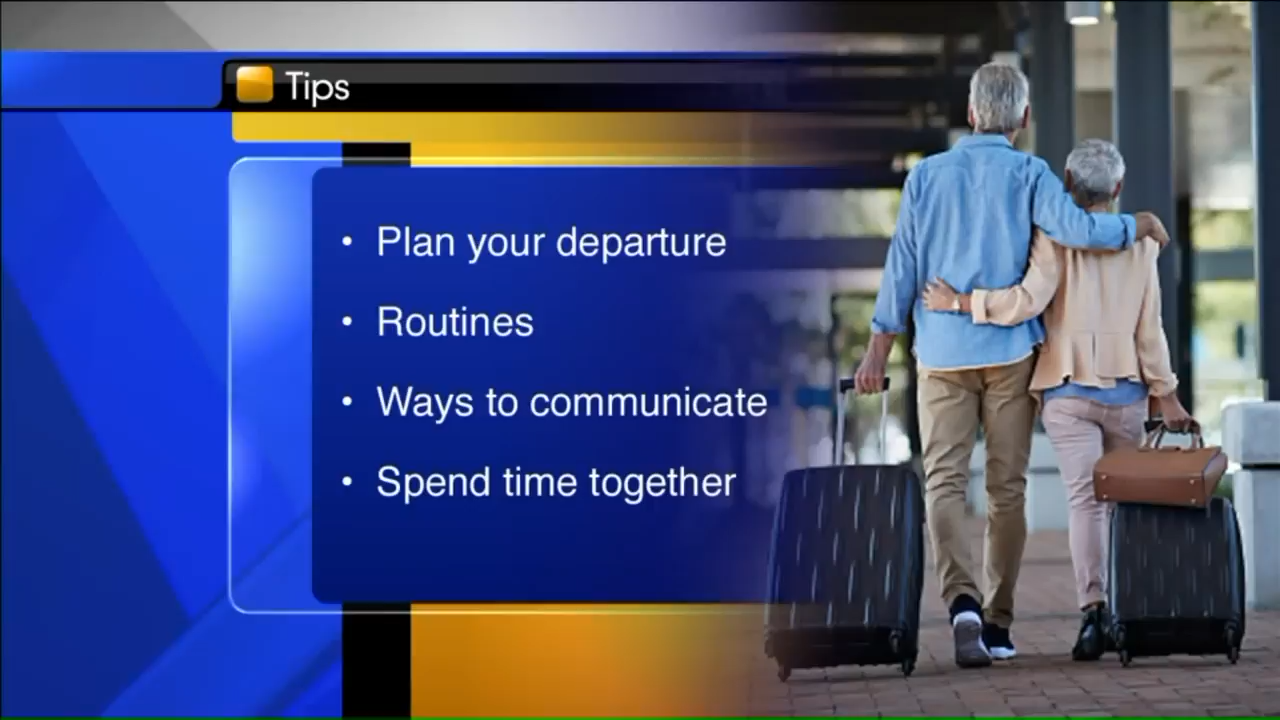 Tips
• Plan your departure
• Routines
• Ways to communicate
• Spend time together